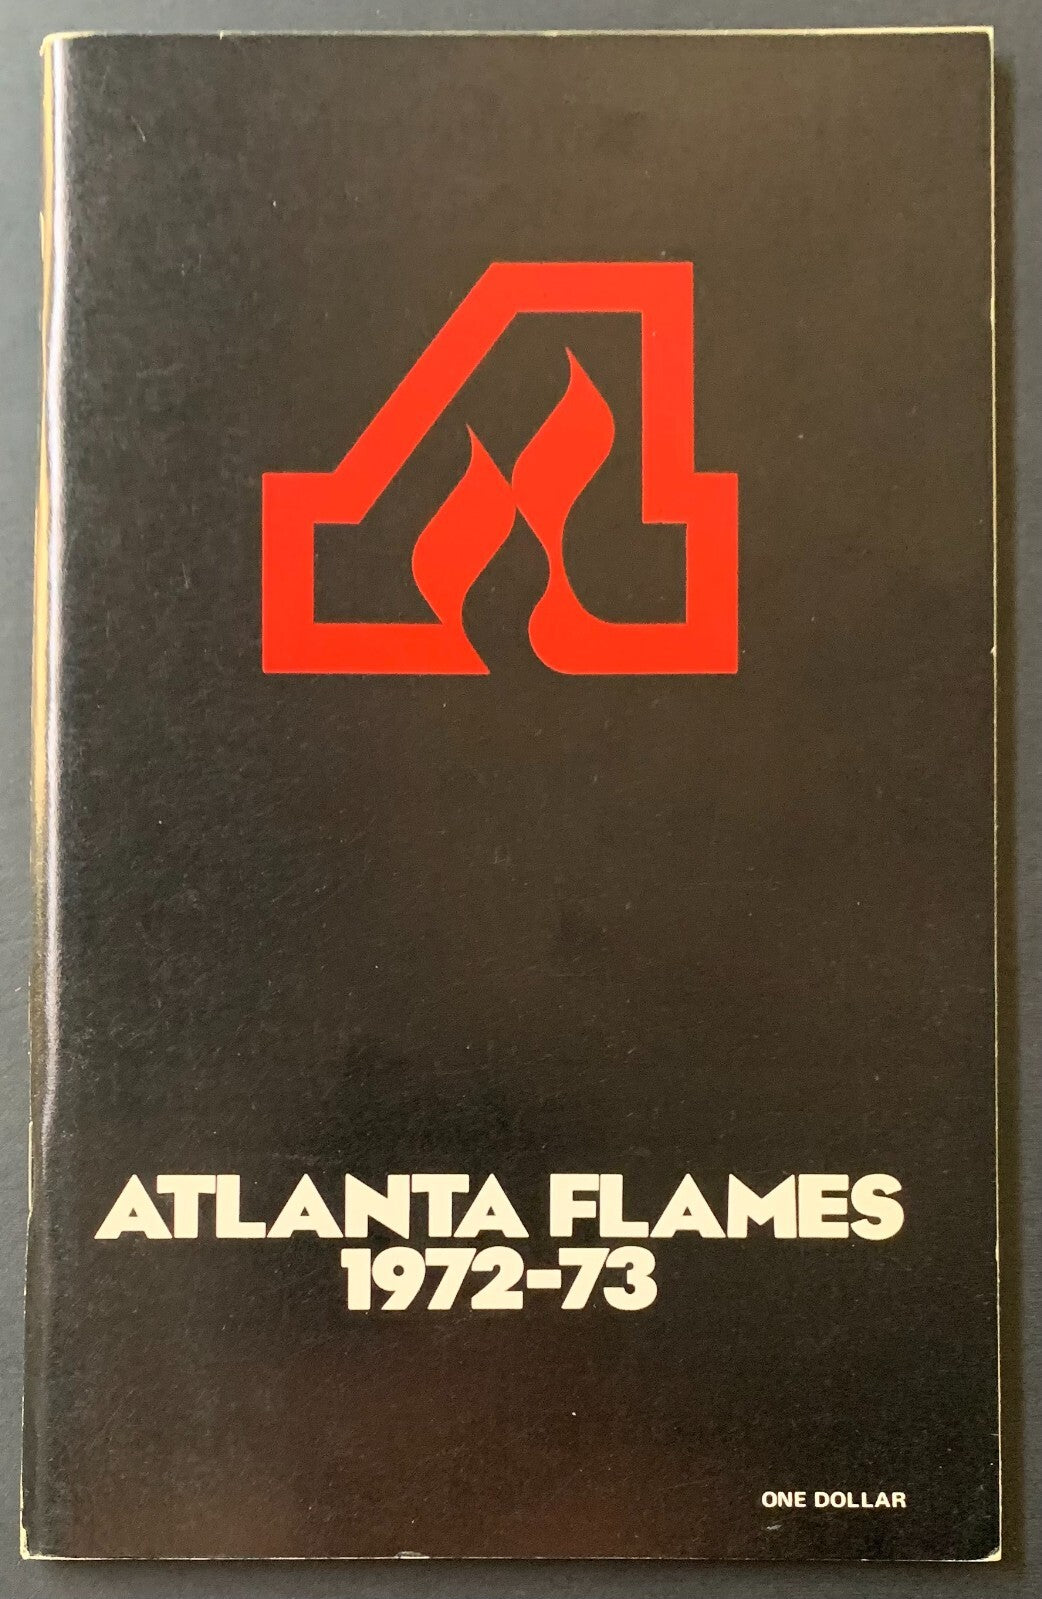 ATLANTA FLAMES
1972-73
ONE DOLLAR